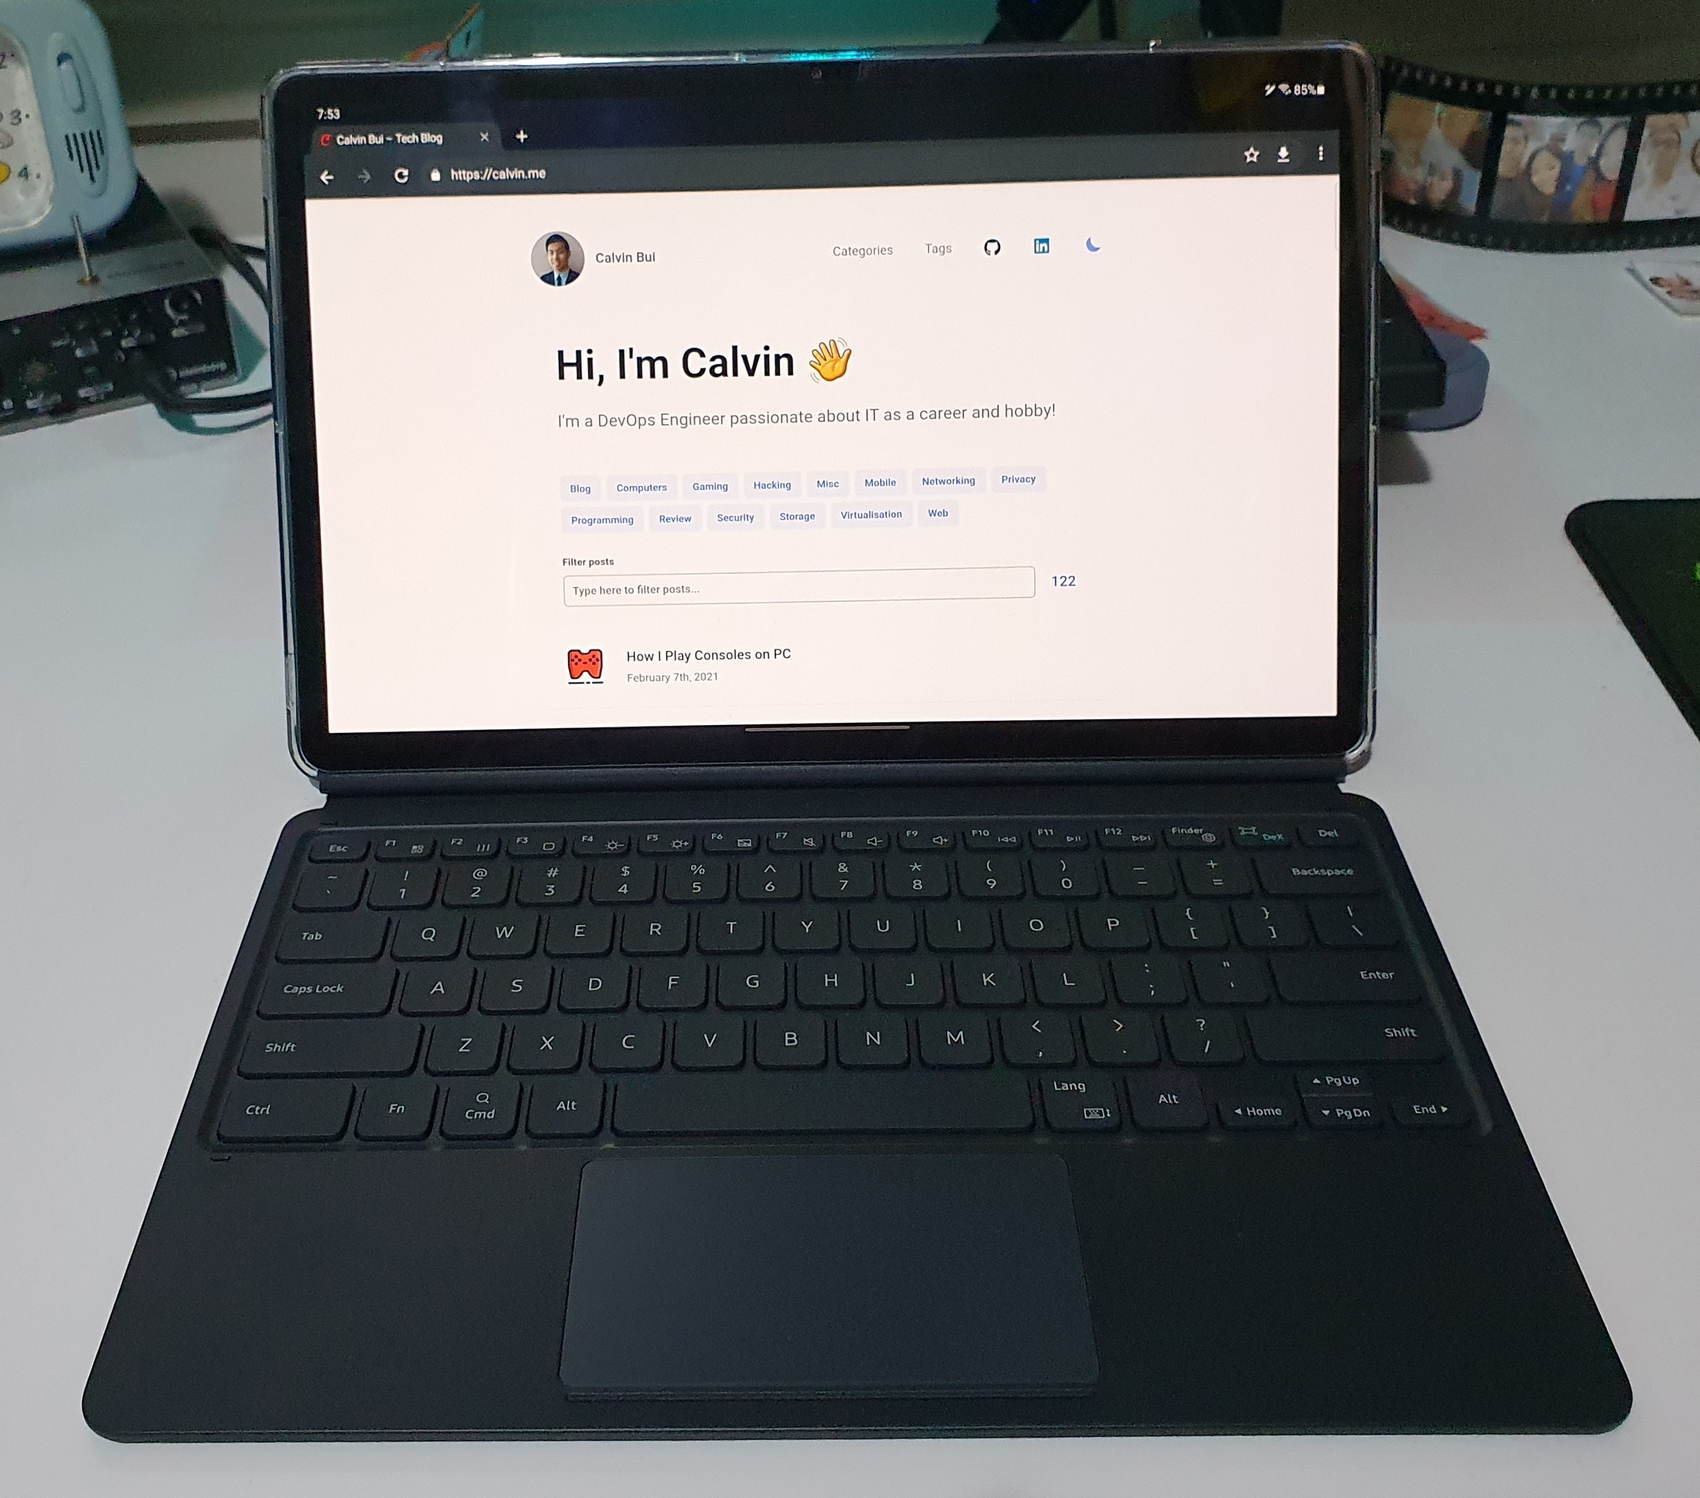 7:53
85%
Calvin Bui – Tech Blog
https://calvin.me
Calvin Bui
Categories Tags in
Hi, I'm Calvin 👋
I'm a DevOps Engineer passionate about IT as a career and hobby!
Blog Computers Gaming Hacking Misc Mobile Networking Privacy
Programming Review Security Storage Virtualisation Web
Filter posts
Type here to filter posts...
122
How I Play Consoles on PC
February 7th, 2021
Esc F1 F2 F3 F4 F5 F6 F7 F8 F9 F10 F11 F12 Finder DeX Del
~ ! @ # $ % ^ & * ( ) _ +
` 1 2 3 4 5 6 7 8 9 0 - = Backspace
Tab Q W E R T Y U I O P { [ } ] | \
Caps Lock A S D F G H J K L : ; " ' Enter
Shift Z X C V B N M < , > . ? / Shift
Ctrl Fn Cmd Alt Lang Alt Home PgUp PgDn End
2
3
4